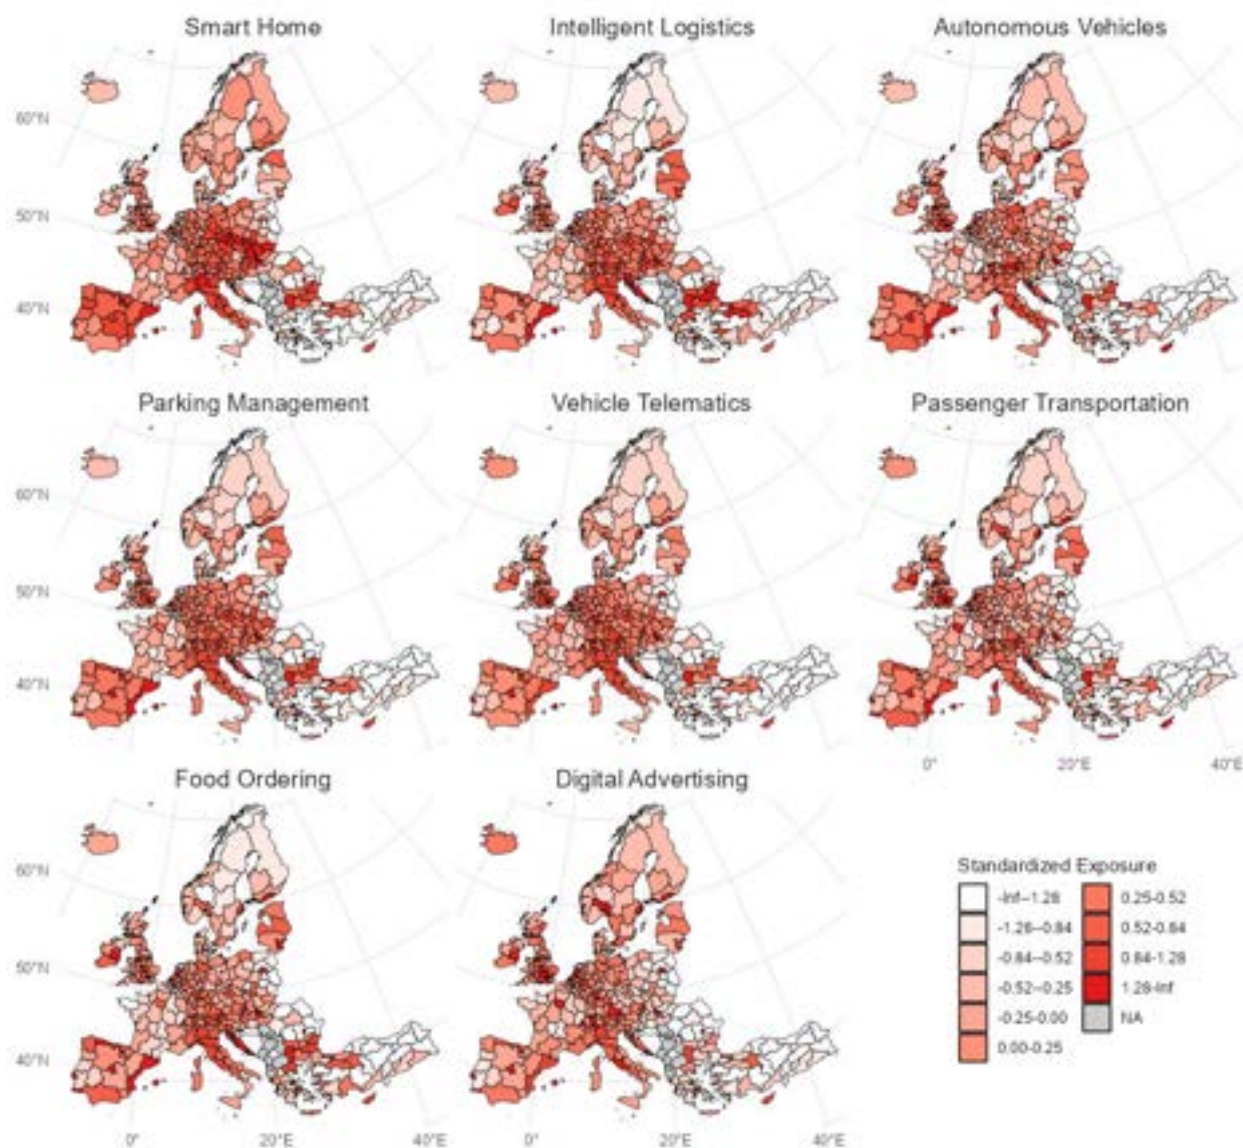 Smart Home Intelligent Logistics Autonomous Vehicles
60°N
50°N
40°N
Parking Management Vehicle Telematics Passenger Transportation
60°N
50°N
40°N
0° 20°E 40°E
Food Ordering Digital Advertising
60°N
50°N
40°N
0° 20°E 40°E 0° 20°E 40°E
Standardized Exposure
-Inf--1.28
-1.28--0.84
-0.84--0.52
-0.52--0.25
-0.25-0.00
0.00-0.25
0.25-0.52
0.52-0.84
0.84-1.28
1.28-Inf
NA